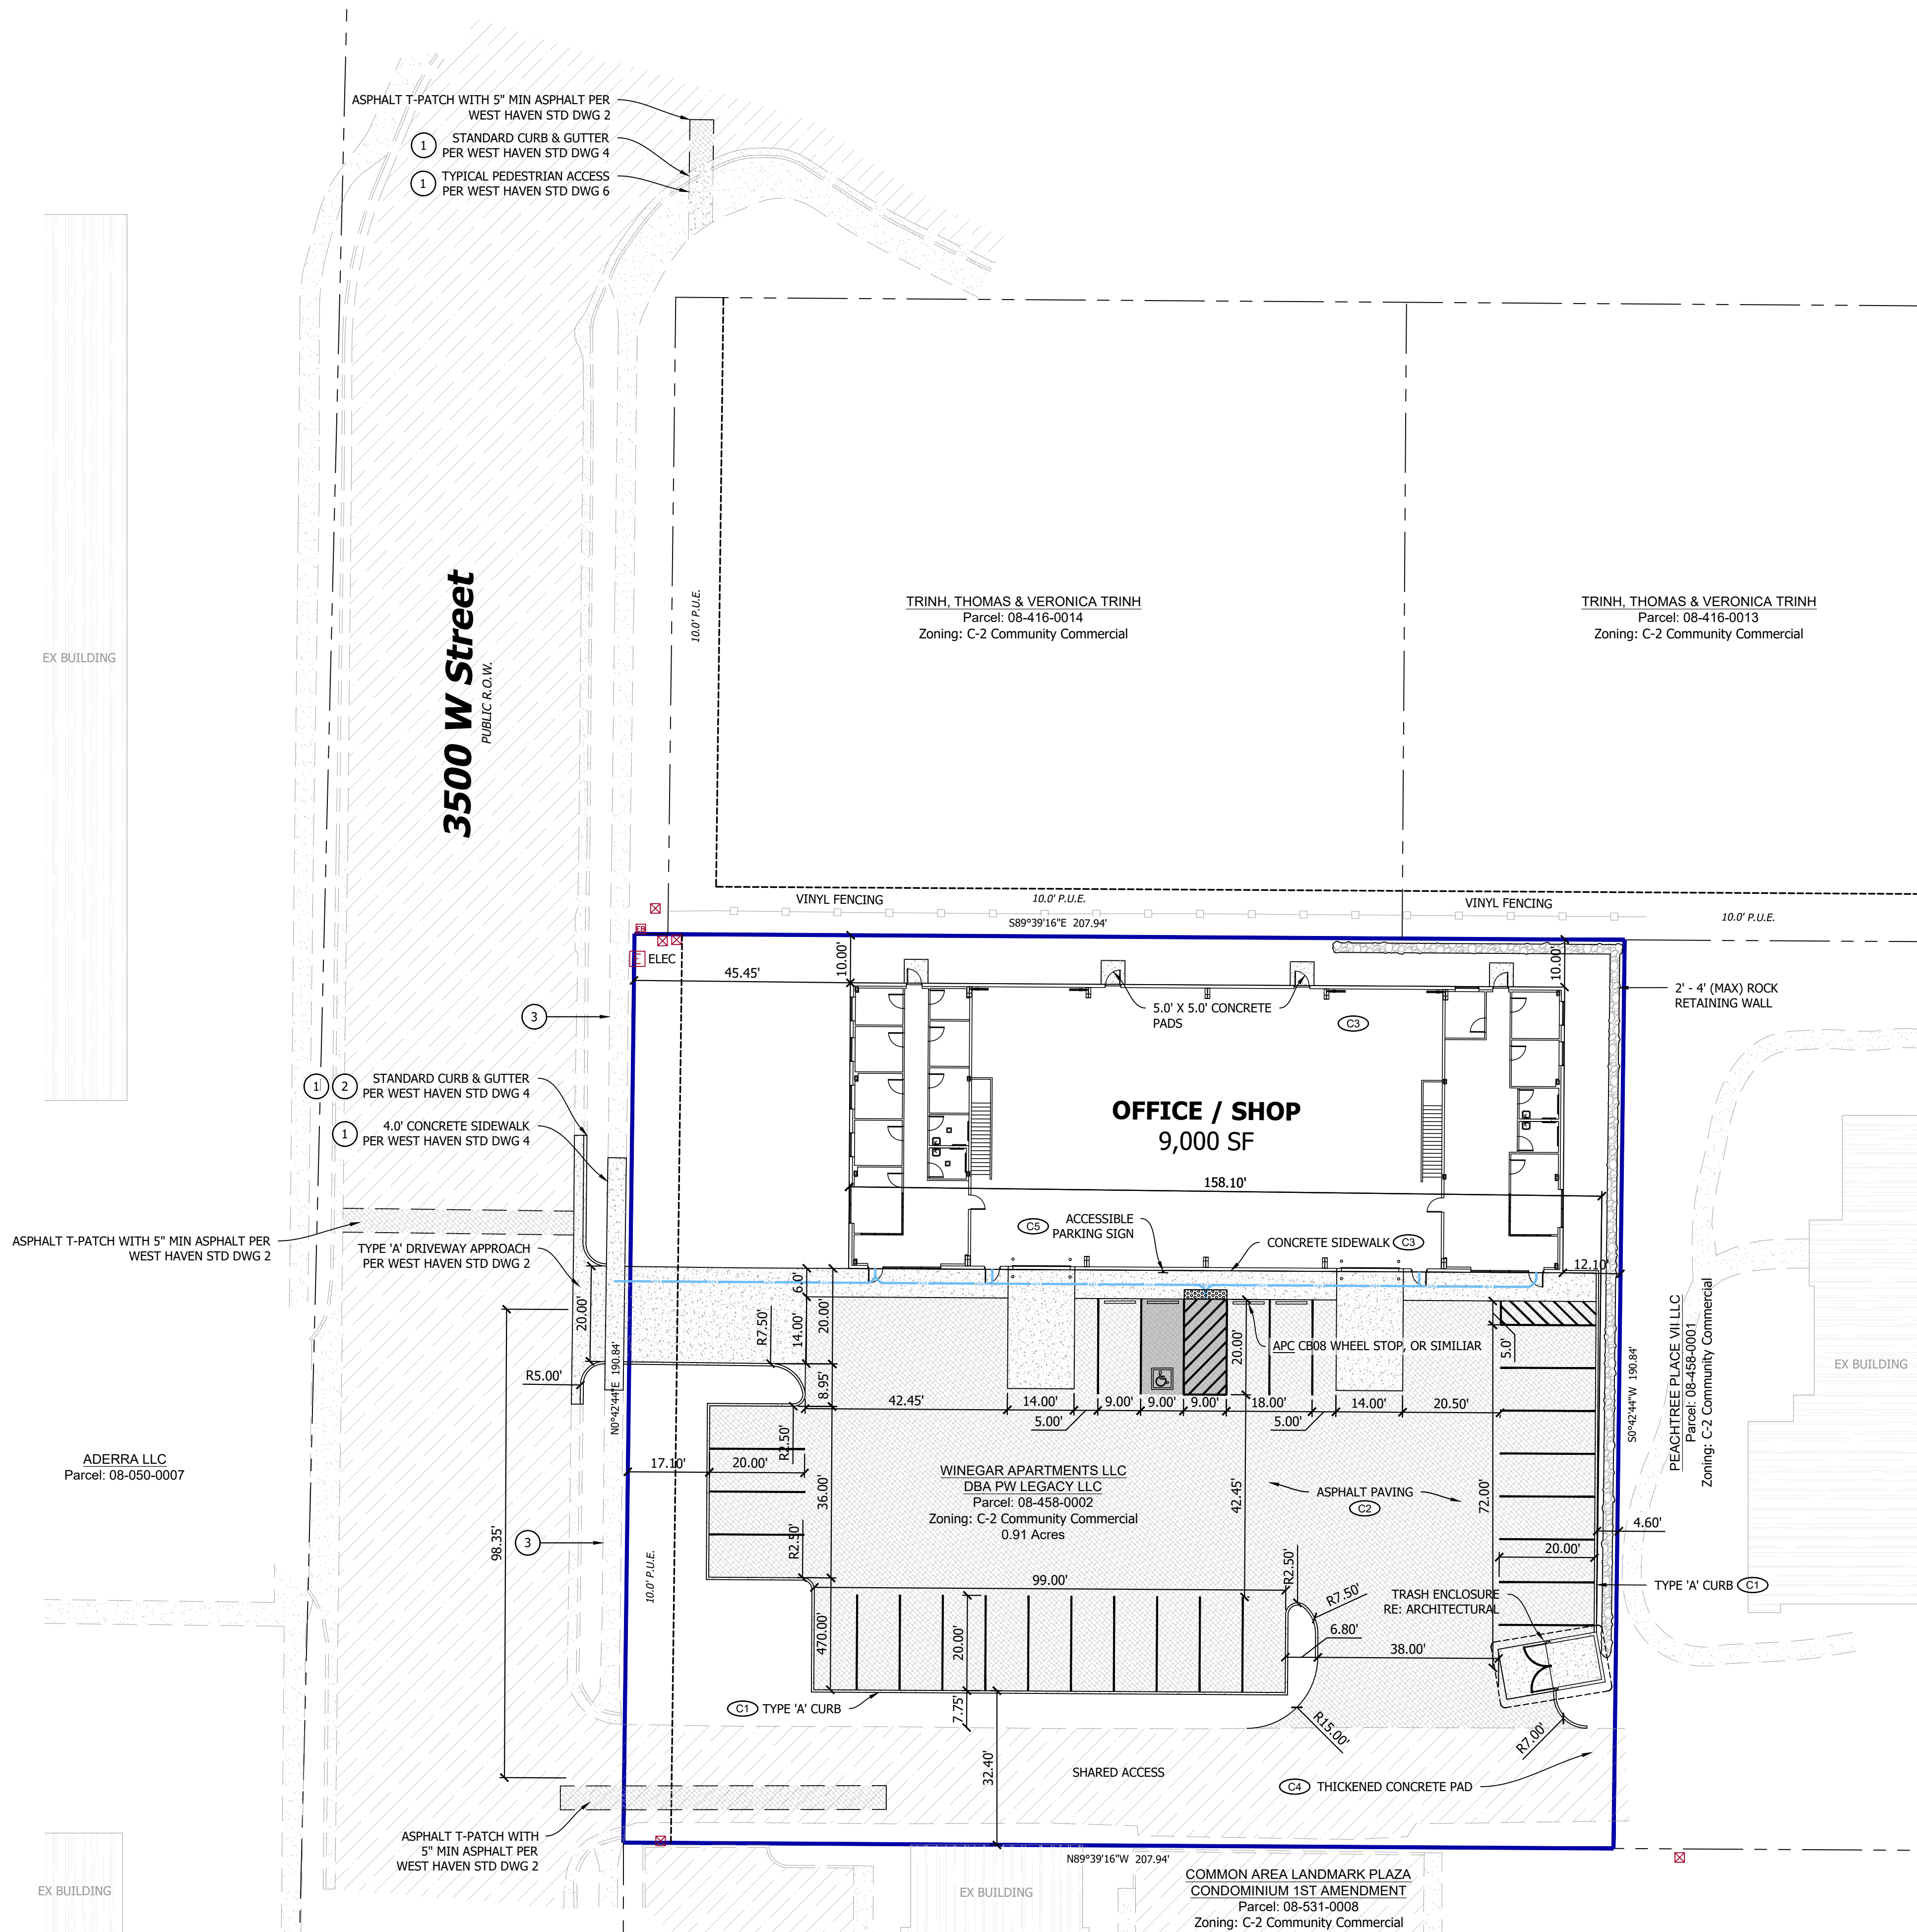 ASPHALT T-PATCH WITH 5" MIN ASPHALT PER
WEST HAVEN STD DWG 2
1
STANDARD CURB & GUTTER
PER WEST HAVEN STD DWG 4
1
TYPICAL PEDESTRIAN ACCESS
PER WEST HAVEN STD DWG 6
EX BUILDING
3500 W Street
PUBLIC R.O.W.
10.0' P.U.E.
TRINH, THOMAS & VERONICA TRINH
Parcel: 08-416-0014
Zoning: C-2 Community Commercial
TRINH, THOMAS & VERONICA TRINH
Parcel: 08-416-0013
Zoning: C-2 Community Commercial
VINYL FENCING
10.0' P.U.E.
VINYL FENCING
10.0' P.U.E.
S89°39'16"E 207.94'
E
ELEC
45.45'
10.00'
10.00'
2' - 4' (MAX) ROCK
RETAINING WALL
5.0' X 5.0' CONCRETE
PADS
C3
3
1
2
STANDARD CURB & GUTTER
PER WEST HAVEN STD DWG 4
1
4.0' CONCRETE SIDEWALK
PER WEST HAVEN STD DWG 4
OFFICE / SHOP
9,000 SF
158.10'
ASPHALT T-PATCH WITH 5" MIN ASPHALT PER
WEST HAVEN STD DWG 2
TYPE 'A' DRIVEWAY APPROACH
PER WEST HAVEN STD DWG 2
C5
ACCESSIBLE
PARKING SIGN
CONCRETE SIDEWALK
C3
12.10'
6.0'
20.00'
R7.50'
14.00'
20.00'
20.00'
APC CB08 WHEEL STOP, OR SIMILIAR
5.0'
PEACHTREE PLACE VII LLC
Parcel: 08-458-0001
Zoning: C-2 Community Commercial
EX BUILDING
S0°42'44"W 190.84'
N0°42'44"E 190.84'
R5.00'
8.95'
42.45'
14.00'
5.00'
9.00'
9.00'
9.00'
18.00'
5.00'
14.00'
20.50'
R2.50'
17.10'
20.00'
36.00'
ADERRA LLC
Parcel: 08-050-0007
WINEGAR APARTMENTS LLC
DBA PW LEGACY LLC
Parcel: 08-458-0002
Zoning: C-2 Community Commercial
0.91 Acres
42.45'
ASPHALT PAVING
C2
72.00'
4.60'
20.00'
98.35'
3
R2.50'
10.0' P.U.E.
99.00'
R2.50'
R7.50'
TRASH ENCLOSURE
RE: ARCHITECTURAL
TYPE 'A' CURB
C1
470.00'
20.00'
6.80'
38.00'
C1
TYPE 'A' CURB
7.75'
R15.00'
R7.00'
32.40'
SHARED ACCESS
C4
THICKENED CONCRETE PAD
ASPHALT T-PATCH WITH
5" MIN ASPHALT PER
WEST HAVEN STD DWG 2
N89°39'16"W 207.94'
EX BUILDING
EX BUILDING
COMMON AREA LANDMARK PLAZA
CONDOMINIUM 1ST AMENDMENT
Parcel: 08-531-0008
Zoning: C-2 Community Commercial